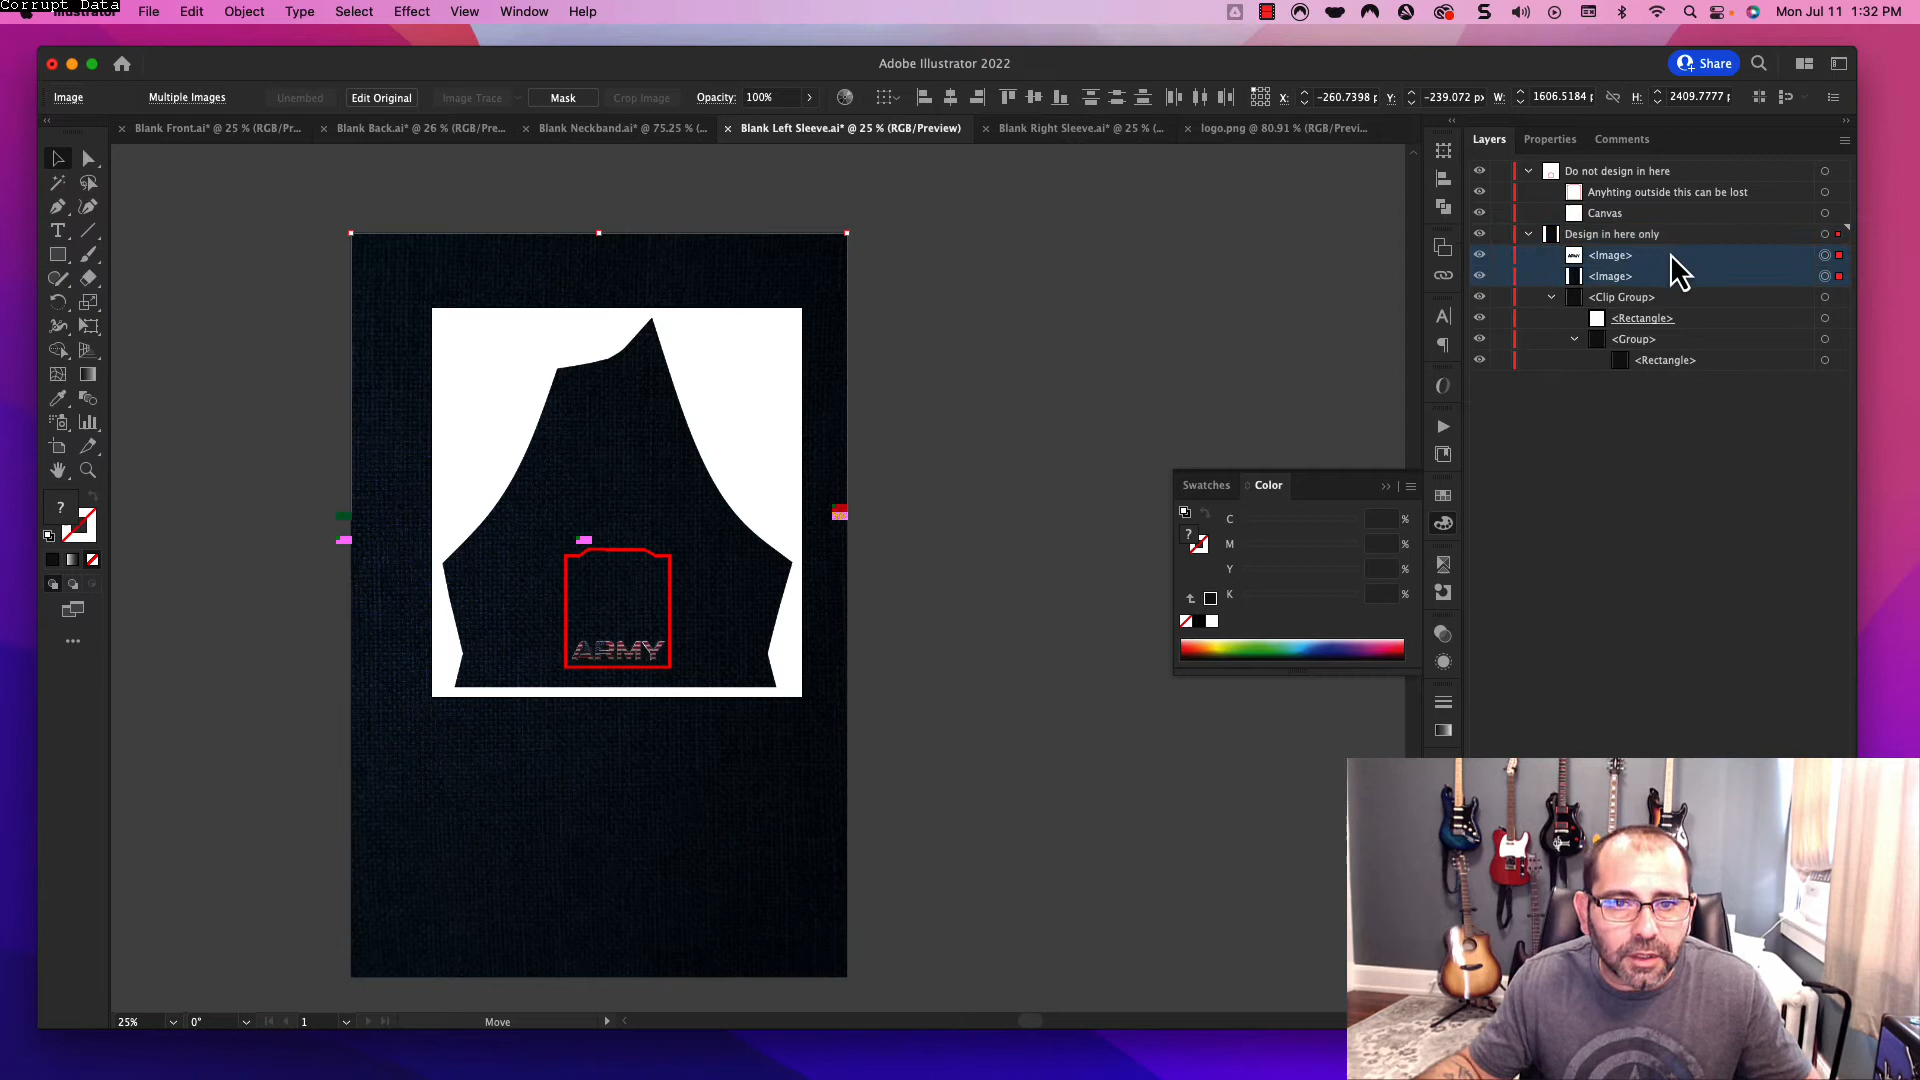 Corrupt Data
Illustrator File Edit Object Type Select Effect View Window Help Mon Jul 11 1:32 PM
Adobe Illustrator 2022
Share
Image Multiple Images Unembed Edit Original Image Trace Mask Crop Image Opacity: 100% X: -260.7398 p Y: -239.072 px W: 1606.5184 p H: 2409.7777 p
Blank Front.ai* @ 25 % (RGB/Pr... Blank Back.ai* @ 26 % (RGB/Pre... Blank Neckband.ai* @ 75.25 % (... Blank Left Sleeve.ai* @ 25 % (RGB/Preview) Blank Right Sleeve.ai* @ 25 % (... logo.png @ 80.91 % (RGB/Previ...
Layers Properties Comments
Do not design in here
Anyhting outside this can be lost
Canvas
Design in here only
<Image>
<Image>
<Clip Group>
<Rectangle>
<Group>
<Rectangle>
Swatches Color
C %
M %
Y %
K %
ARMY
25% 0° 1 Move